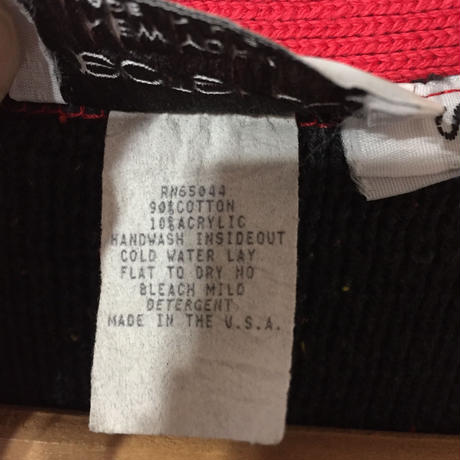 NEW Y
RN65044
90%COTTON
10%ACRYLIC
HANDWASH INSIDEOUT
COLD WATER LAY
FLAT TO DRY NO
BLEACH MILD
DETERGENT
MADE IN THE U.S.A.